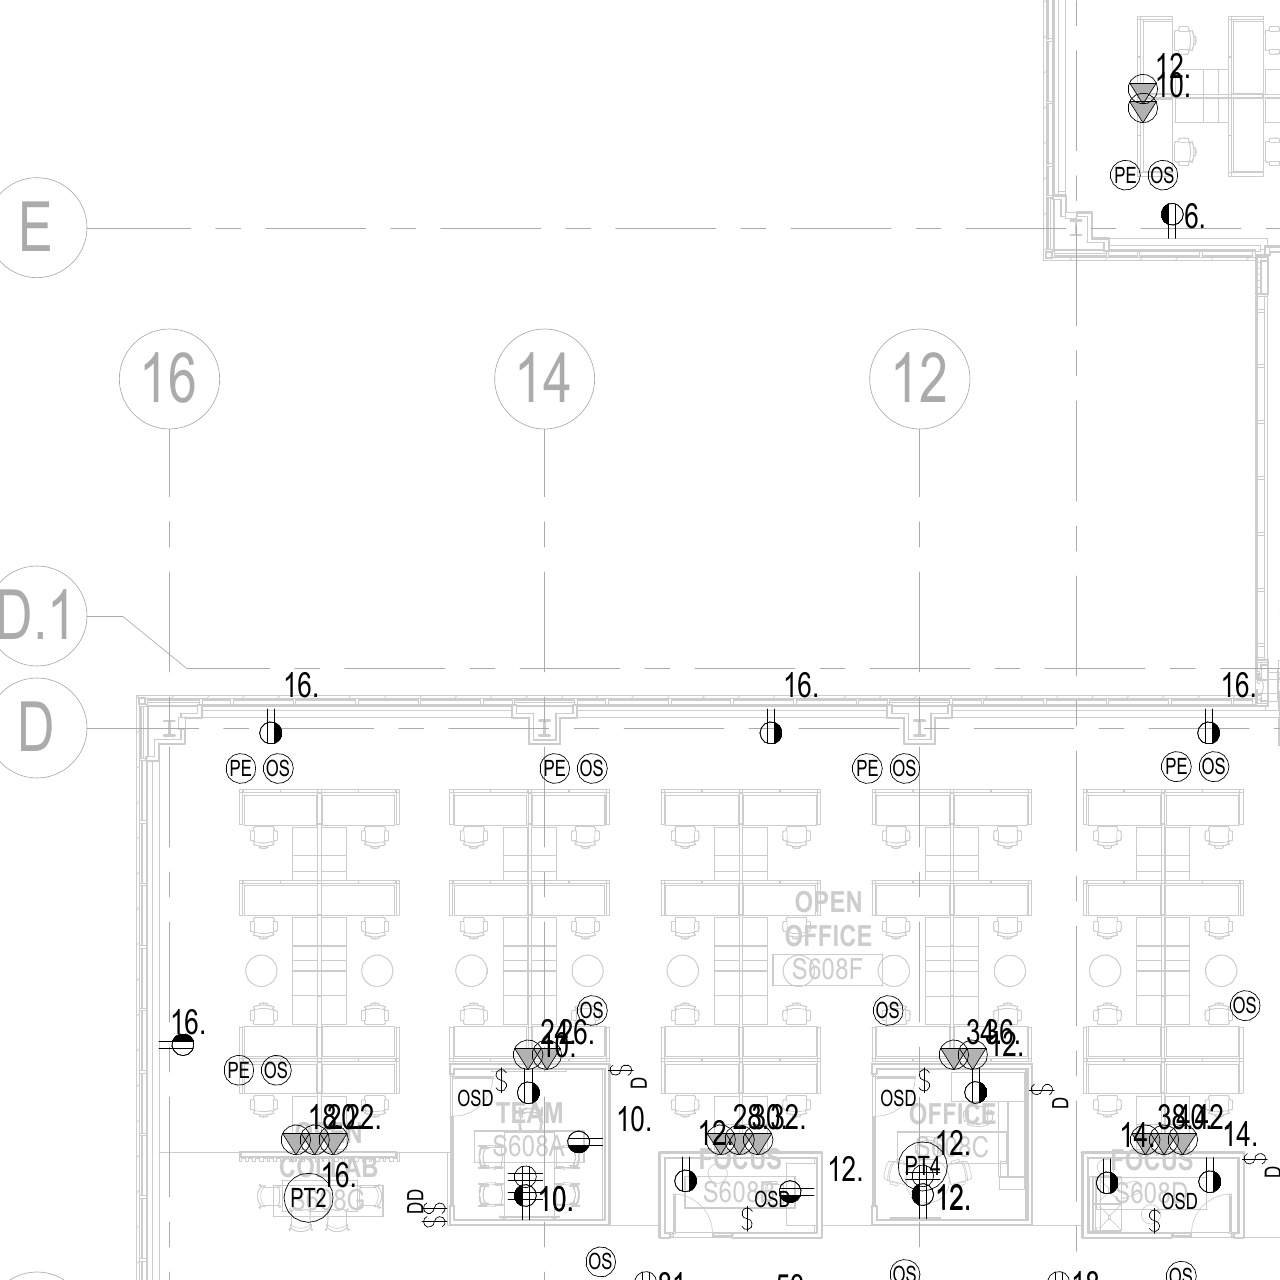 12.
10.
PE OS
6.
E
16
14
12
D.1
16.
16.
16.
D
PE OS
PE OS
PE OS
PE OS
OPEN
OFFICE
S608F
OS
OS
OS
16.
26.
10.
34.
36.
12.
PE OS
$
$
D
$
$
D
OSD
OSD
TEAM
S608A
OFFICE
18.
20.
22.
10.
12.
28.
30.
32.
12.
14.
38.
40.
42.
14.
COLLAB
16.
PT2
FOCUS
12.
PT4
FOCUS
S608D
$
D
DD
$$
10.
OSD
$
12.
OSD
$
OS
OS
OS